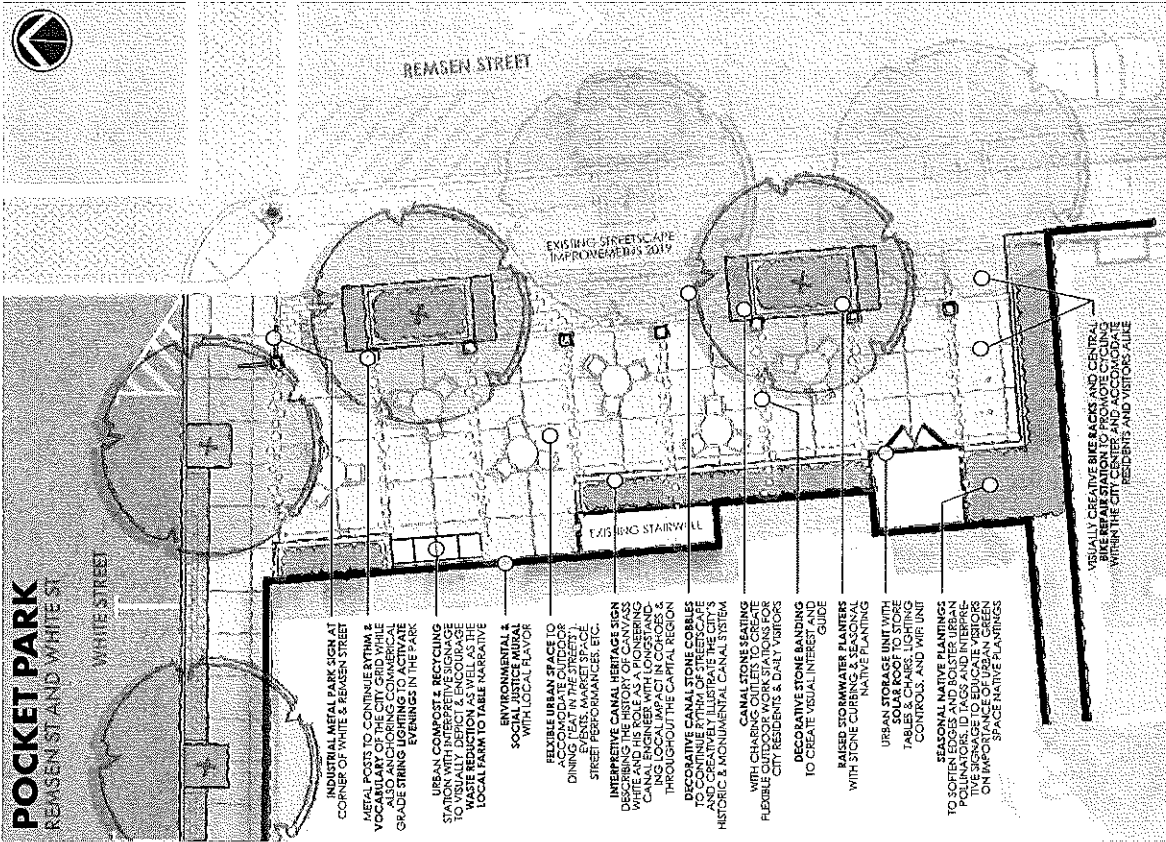 POCKET PARK
REMSEN ST AND WHITE ST
WHITE STREET
REMSEN STREET
EXISTING STREETSCAPE
IMPROVEMETNS 2019
EXISTING STAIRWELL
INDUSTRIAL METAL PARK SIGN AT
CORNER OF WHITE & REMSEN STREET
METAL POSTS TO CONTINUE RYTHM &
VOCABULARY OF THE CITY GRID WHILE
ALSO ANCHORING COMMERCIAL
GRADE STRING LIGHTING TO ACTIVATE
EVENINGS IN THE PARK
URBAN COMPOST & RECYCLING
STATION WITH INTERPRETIVE SIGNAGE
TO VISUALLY DEPICT & ENCOURAGE
WASTE REDUCTION AS WELL AS THE
LOCAL FARM TO TABLE NARRATIVE
ENVIRONMENTAL &
SOCIAL JUSTICE MURAL
WITH LOCAL FLAVOR
FLEXIBLE URBAN SPACE TO
ACCOMODATE OUTDOOR
DINING ('EAT IN THE STREETS')
EVENTS, MARKET SPACE,
STREET PERFORMANCES, ETC.
INTERPRETIVE CANAL HERITAGE SIGN
DESCRIBING THE HISTORY OF CANVASS
WHITE AND HIS ROLE AS A PIONEERING
CANAL ENGINEER WITH LONGSTAND-
ING LOCAL IMPACT IN COHOES &
THROUGHOUT THE CAPITAL REGION
DECORATIVE CANAL STONE COBBLES
TO CONTINUE RYTHM OF STREETSCAPE
AND CREATIVELY ILLUSTRATE THE CITY'S
HISTORIC & MONUMENTAL CANAL SYSTEM
CANAL STONE SEATING
WITH CHARGING OUTLETS TO CREATE
FLEXIBLE OUTDOOR WORK STATIONS FOR
CITY RESIDENTS & DAILY VISITORS
DECORATIVE STONE BANDING
TO CREATE VISUAL INTEREST AND
GUIDE
RAISED STORMWATER PLANTERS
WITH STONE CURBING & SEASONAL
NATIVE PLANTING
URBAN STORAGE UNIT WITH
SOLAR ROOF TO STORE
TABLES & CHAIRS, LIGHTING
CONTROLS, AND WIFI UNIT
SEASONAL NATIVE PLANTINGS
TO SOFTEN EDGES AND FOSTER URBAN
POLLINATORS, ID TAGS AND INTERPRE-
TIVE SIGNAGE TO EDUCATE VISITORS
ON IMPORTANCE OF URBAN GREEN
SPACE NATIVE PLANTINGS
VISUALLY CREATIVE BIKE RACKS AND CENTRAL
BIKE REPAIR STATION TO PROMOTE CYCLING
WITHIN THE CITY CENTER AND ACCOMODATE
RESIDENTS AND VISITORS ALIKE